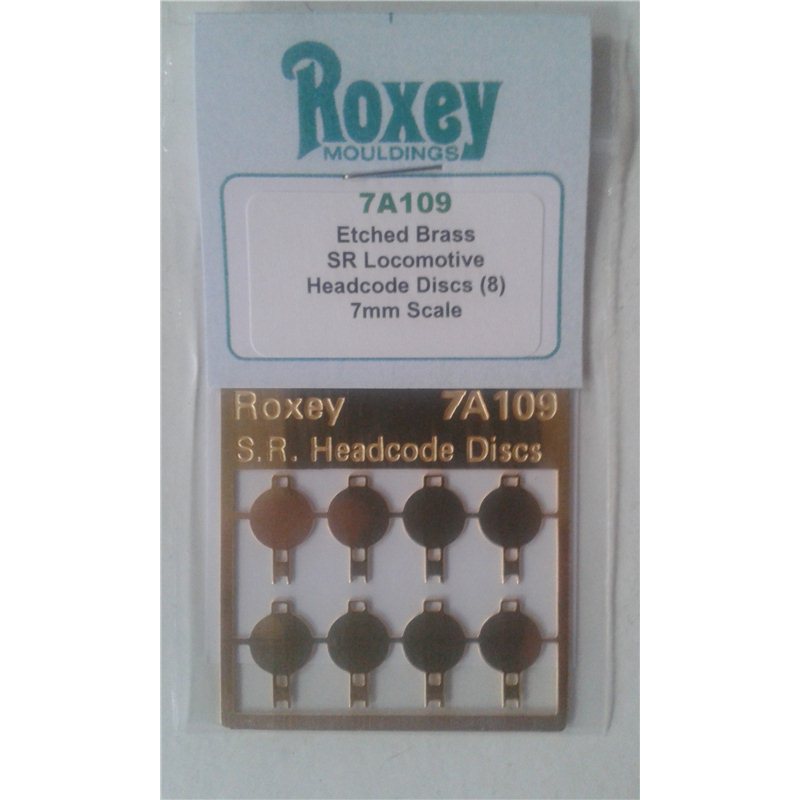 Roxey
MOULDINGS
7A109
Etched Brass
SR Locomotive
Headcode Discs (8)
7mm Scale
Roxey 7A109
S.R. Headcode Discs